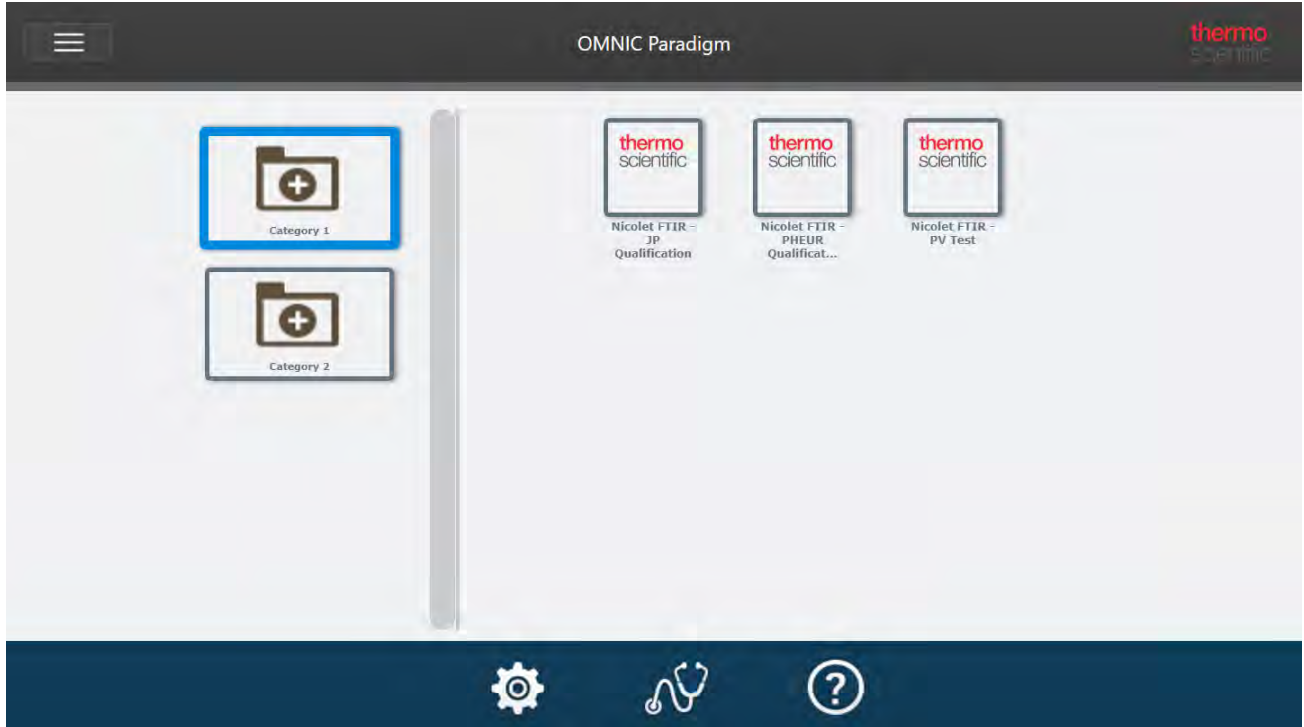 OMNIC Paradigm
thermo
scientific
Category 1
Category 2
thermo
scientific
Nicolet FTIR -
JP
Qualification
thermo
scientific
Nicolet FTIR -
PHEUR
Qualificat...
thermo
scientific
Nicolet FTIR -
PV Test
?